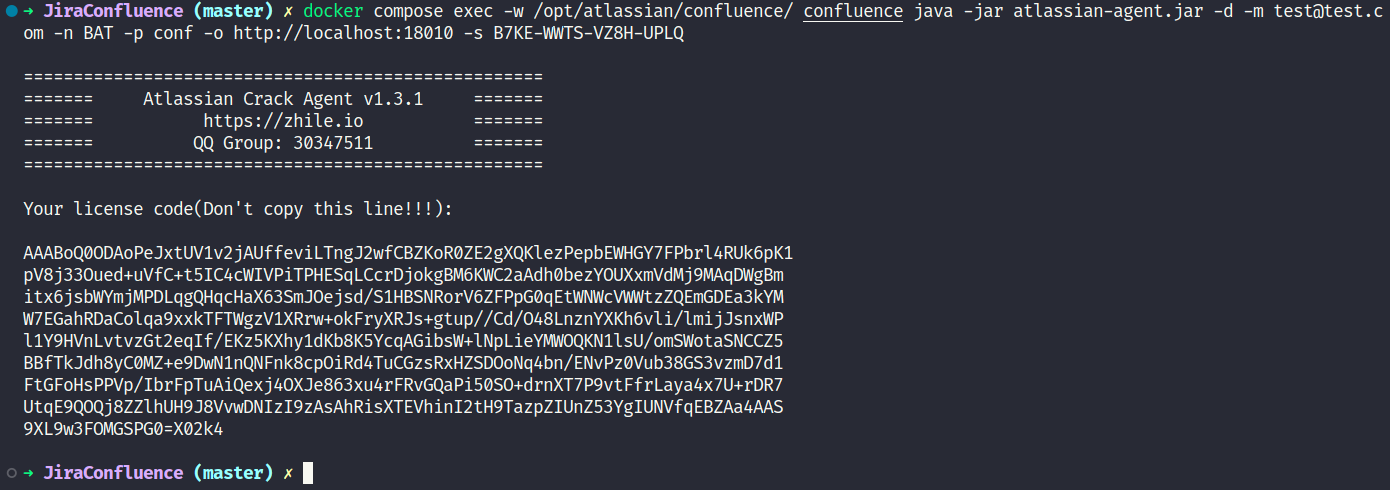 → JiraConfluence (master) ✗ docker compose exec -w /opt/atlassian/confluence/ confluence java -jar atlassian-agent.jar -d -m test@test.c
om -n BAT -p conf -o http://localhost:18010 -s B7KE-WWTS-VZ8H-UPLQ
====================================================
=======     Atlassian Crack Agent v1.3.1     =======
=======           https://zhile.io           =======
=======          QQ Group: 30347511          =======
====================================================
Your license code(Don't copy this line!!!):
AAABoQ0ODAoPeJxtUV1v2jAUffeviLTngJ2wfCBZKoR0ZE2gXQKlezPepbEWHGY7FPbrl4RUk6pK1
pV8j33Oued+uVfC+t5IC4cWIVPiTPHESqLCcrDjokgBM6KWC2aAdh0bezYOUXxmVdMj9MAqDWgBm
itx6jsbWYmjMPDLqgQHqcHaX63SmJOejsd/S1HBSNRorV6ZFPpG0qEtWNWcVWWtzZQEmGDEa3kYM
W7EGahRDaColqa9xxkTFTWgzV1XRrw+okFryXRJs+gtup//Cd/O48LnznYXKh6vli/lmijJsnxWP
l1Y9HVnLvtvzGt2eqIf/EKz5KXhy1dKb8K5YcqAGibsW+lNpLieYMWOQKN1lsU/omSWotaSNCCZ5
BBfTkJdh8yC0MZ+e9DwN1nQNFnk8cpOiRd4TuCGzsRxHZSDOoNq4bn/ENvPz0Vub38GS3vzmD7d1
FtGFoHsPPVp/IbrFpTuAiQexj4OXJe863xu4rFRvGQaPi50SO+drnXT7P9vtFfrLaya4x7U+rDR7
UtqE9QOQj8ZZlhUH9J8VvwDNIzI9zAsAhRisXTEVhinI2tH9TazpZIUnZ53YgIUNVfqEBZAa4AAS
9XL9w3FOMGSPG0=X02k4
→ JiraConfluence (master) ✗